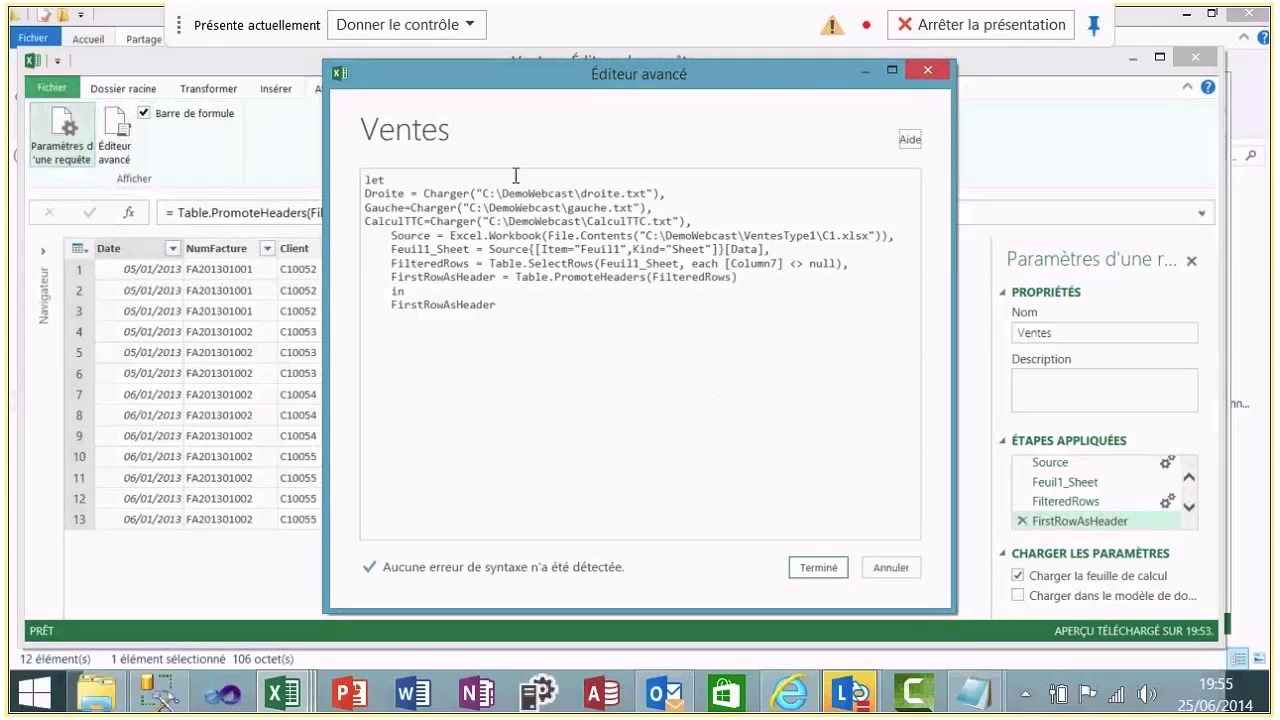 Présente actuellement
Donner le contrôle
Arrêter la présentation
Fichier
Accueil
Partage
Fichier
Dossier racine
Transformer
Insérer
Paramètres d'une requête
Éditeur avancé
Barre de formule
Afficher
= Table.PromoteHeaders(Fil
Navigateur
Date NumFacture Client
1 05/01/2013 FA201301001 C10052
2 05/01/2013 FA201301001 C10052
3 05/01/2013 FA201301001 C10052
4 05/01/2013 FA201301002 C10053
5 05/01/2013 FA201301002 C10053
6 05/01/2013 FA201301002 C10053
7 06/01/2013 FA201301002 C10054
8 06/01/2013 FA201301002 C10054
9 06/01/2013 FA201301002 C10054
10 06/01/2013 FA201301002 C10055
11 06/01/2013 FA201301002 C10055
12 06/01/2013 FA201301002 C10055
13 06/01/2013 FA201301002 C10055
Éditeur avancé
Ventes
Aide
let
Droite = Charger("C:\DemoWebcast\droite.txt"),
Gauche=Charger("C:\DemoWebcast\gauche.txt"),
CalculTTC=Charger("C:\DemoWebcast\CalculTTC.txt"),
Source = Excel.Workbook(File.Contents("C:\DemoWebcast\VentesType1\C1.xlsx")),
Feuil1_Sheet = Source{[Item="Feuil1",Kind="Sheet"]}[Data],
FilteredRows = Table.SelectRows(Feuil1_Sheet, each [Column7] <> null),
FirstRowAsHeader = Table.PromoteHeaders(FilteredRows)
in
FirstRowAsHeader
Aucune erreur de syntaxe n'a été détectée.
Terminé
Annuler
Paramètres d'une r...
PROPRIÉTÉS
Nom
Ventes
Description
ÉTAPES APPLIQUÉES
Source
Feuil1_Sheet
FilteredRows
FirstRowAsHeader
CHARGER LES PARAMÈTRES
Charger la feuille de calcul
Charger dans le modèle de do...
PRÊT
APERÇU TÉLÉCHARGÉ SUR 19:53.
12 élément(s) 1 élément sélectionné 106 octet(s)
19:55
25/06/2014